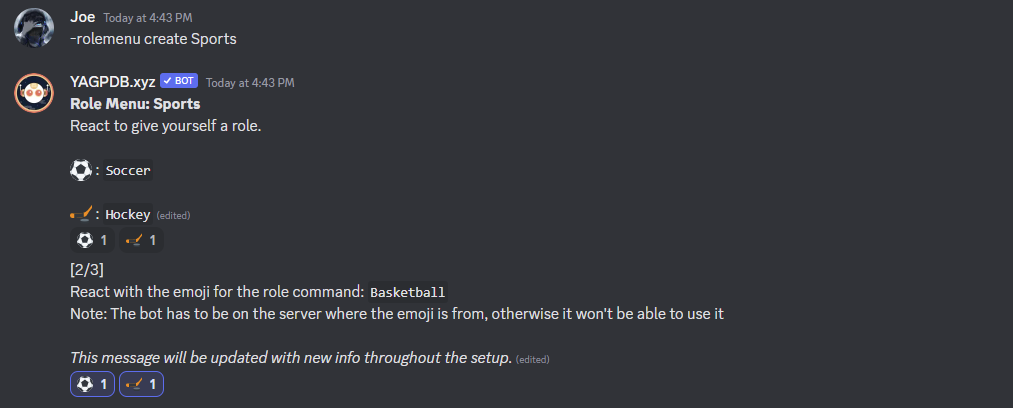 Joe Today at 4:43 PM
-rolemenu create Sports
YAGPDB.xyz ✓ BOT Today at 4:43 PM
Role Menu: Sports
React to give yourself a role.
⚽: Soccer
🏑: Hockey (edited)
⚽ 1 🏑 1
[2/3]
React with the emoji for the role command: Basketball
Note: The bot has to be on the server where the emoji is from, otherwise it won't be able to use it
This message will be updated with new info throughout the setup. (edited)
⚽ 1 🏑 1